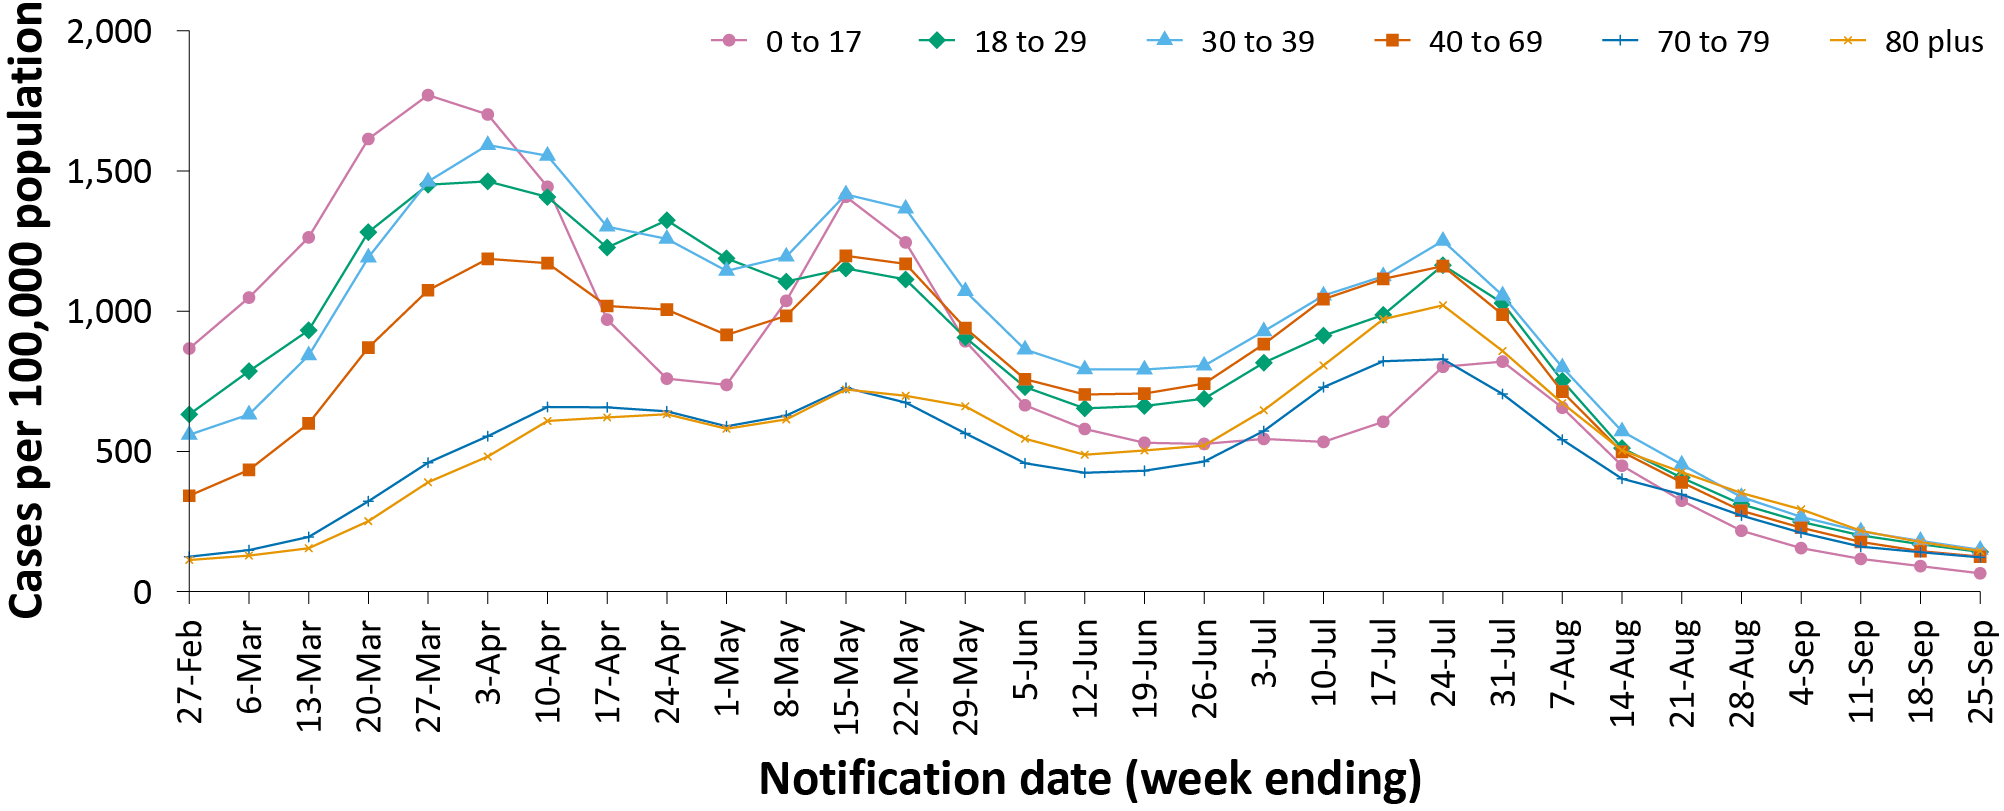 Cases per 100,000 population
2,000
1,500
1,000
500
0
0 to 17 18 to 29 30 to 39 40 to 69 70 to 79 80 plus
27-Feb 6-Mar 13-Mar 20-Mar 27-Mar 3-Apr 10-Apr 17-Apr 24-Apr 1-May 8-May 15-May 22-May 29-May 5-Jun 12-Jun 19-Jun 26-Jun 3-Jul 10-Jul 17-Jul 24-Jul 31-Jul 7-Aug 14-Aug 21-Aug 28-Aug 4-Sep 11-Sep 18-Sep 25-Sep
Notification date (week ending)